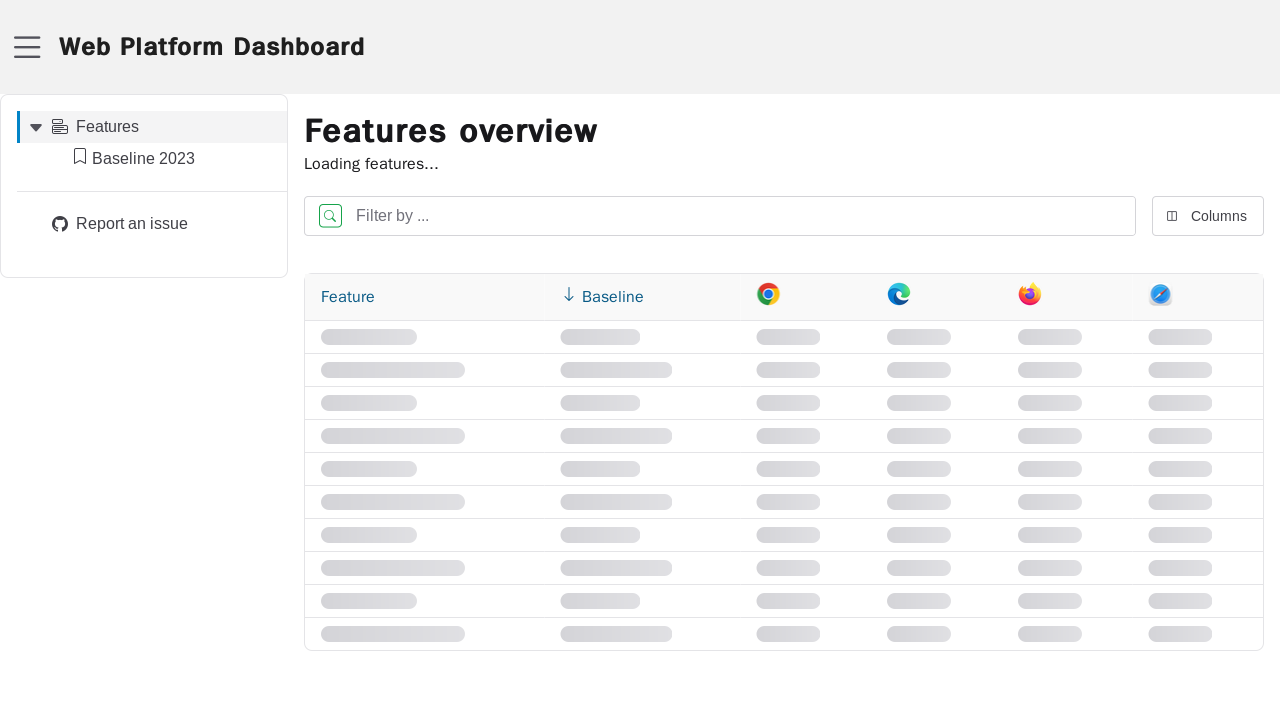 Web Platform Dashboard
Features
Baseline 2023
Report an issue
Features overview
Loading features...
Filter by ...
Columns
Feature
Baseline